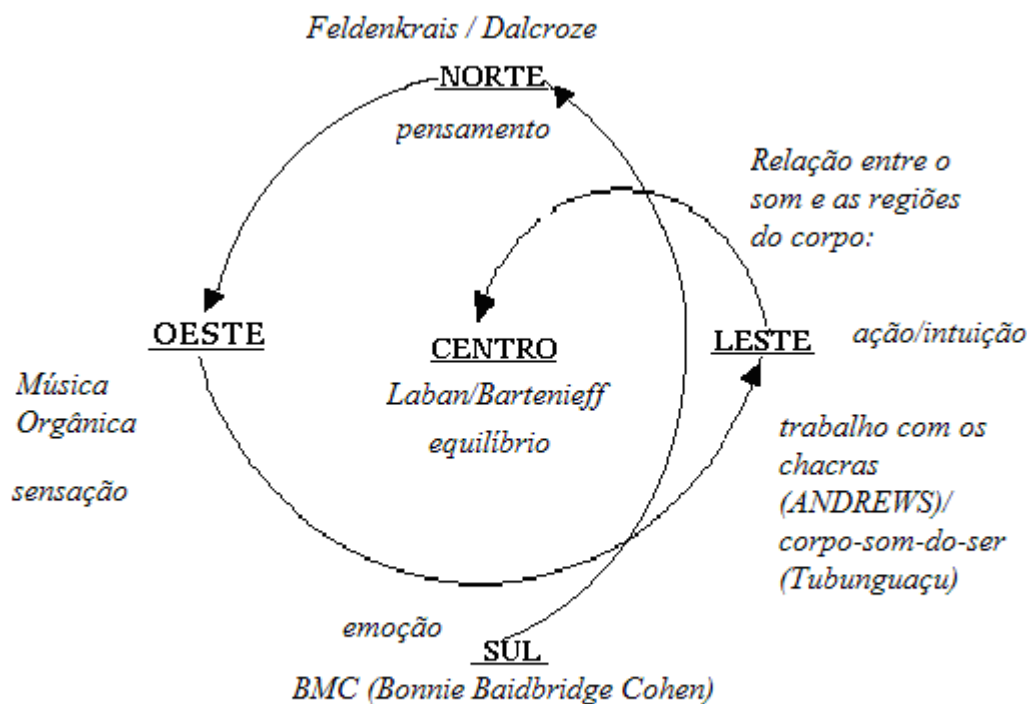 Feldenkrais / Dalcroze
NORTE
pensamento
Relação entre o
som e as regiões
do corpo:
OESTE
CENTRO
LESTE
ação/intuição
Música
Orgânica
sensação
Laban/Bartenieff
equilíbrio
trabalho com os
chacras
(ANDREWS)/
corpo-som-do-ser
(Tubunguaçu)
emoção
SUL
BMC (Bonnie Baidbridge Cohen)